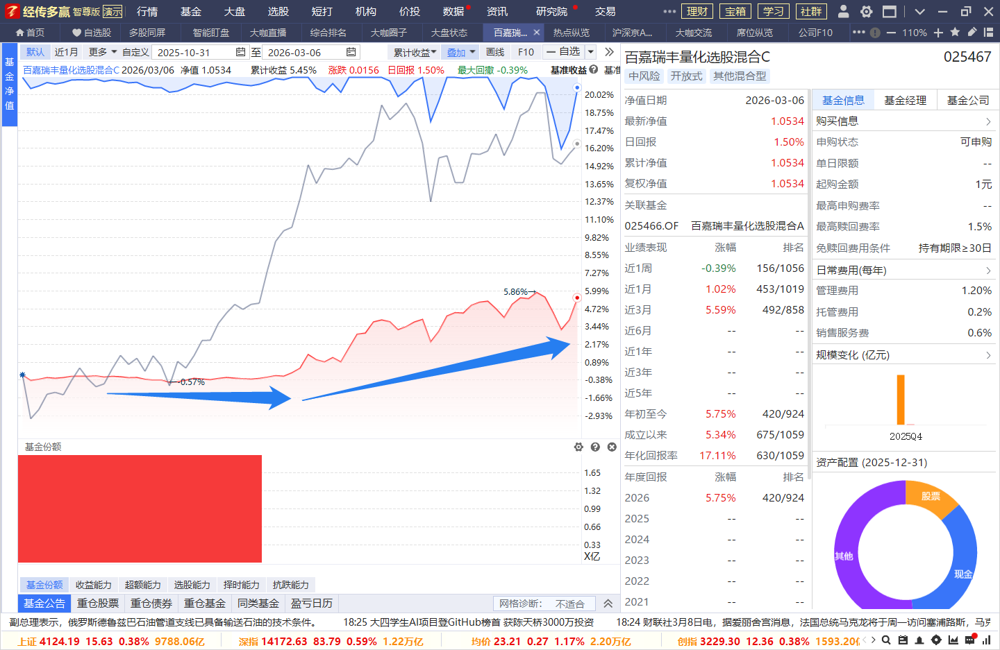 经传多赢 智尊版 演示 行情 基金 大盘 选股 短打 机构 价投 数据 资讯 研究院 交易 理财 宝箱 学习 社群
首页 自选股 多股同屏 智能盯盘 大咖直播 综合排名 大咖圈子 大盘状态 百嘉瑞... 热点纵览 沪深京A... 大咖交流 席位纵览 公司F10 110%
基金净值
默认 近1月 更多 自定义 2025-10-31 至 2026-03-06 累计收益 叠加 画线 F10 自选
百嘉瑞丰量化选股混合C 2026/03/06 净值 1.0534 累计收益 5.45% 涨跌 0.0156 日回报 1.50% 最大回撤 -0.39% 基准收益 基准
20.02%
18.75%
17.47%
16.20%
14.92%
13.65%
12.37%
11.10%
9.82%
8.55%
7.27%
5.99%
4.72%
3.44%
2.17%
0.89%
-0.38%
-1.66%
-2.93%
5.86%
-0.57%
基金份额
1.65
1.32
0.99
0.66
0.33
X亿
基金份额 收益能力 超额能力 选股能力 择时能力 抗跌能力
基金公告 重仓股票 重仓债券 重仓基金 同类基金 盈亏日历 网格诊断： 不适合
百嘉瑞丰量化选股混合C 025467
中风险 开放式 其他混合型
净值日期 2026-03-06
最新净值 1.0534
日回报 1.50%
累计净值 1.0534
复权净值 1.0534
关联基金
025466.OF 百嘉瑞丰量化选股混合A
业绩表现 涨幅 排名
近1周 -0.39% 156/1056
近1月 1.02% 453/1019
近3月 5.59% 492/858
近6月 -- --
近1年 -- --
近3年 -- --
近5年 -- --
年初至今 5.75% 420/924
成立以来 5.34% 675/1059
年化回报率 17.11% 630/1059
年度回报 涨幅 排名
2026 5.75% 420/924
2025 -- --
2024 -- --
2023 -- --
2022 -- --
2021 -- --
基金信息 基金经理 基金公司
购买信息
申购状态 可申购
单日限额 --
起购金额 1元
最高申购费率 --
最高赎回费率 1.5%
免赎回费用条件 持有期限≥30日
日常费用(每年)
管理费用 1.20%
托管费用 0.2%
销售服务费 0.6%
规模变化 (亿元)
2025Q4
资产配置 (2025-12-31)
股票
现金
其他
副总理表示，俄罗斯德鲁兹巴石油管道支线已具备输送石油的技术条件。 18:25 大四学生AI项目登GitHub榜首 获陈天桥3000万投资 18:24 财联社3月8日电，据爱丽舍宫消息，法国总统马克龙将于周一访问塞浦路斯，马克
上证 4124.19 15.63 0.38% 9788.06亿 深指 14172.63 83.79 0.59% 1.22万亿 均价 23.21 0.27 1.17% 2.20万亿 创指 3229.30 12.36 0.38% 1593.20亿